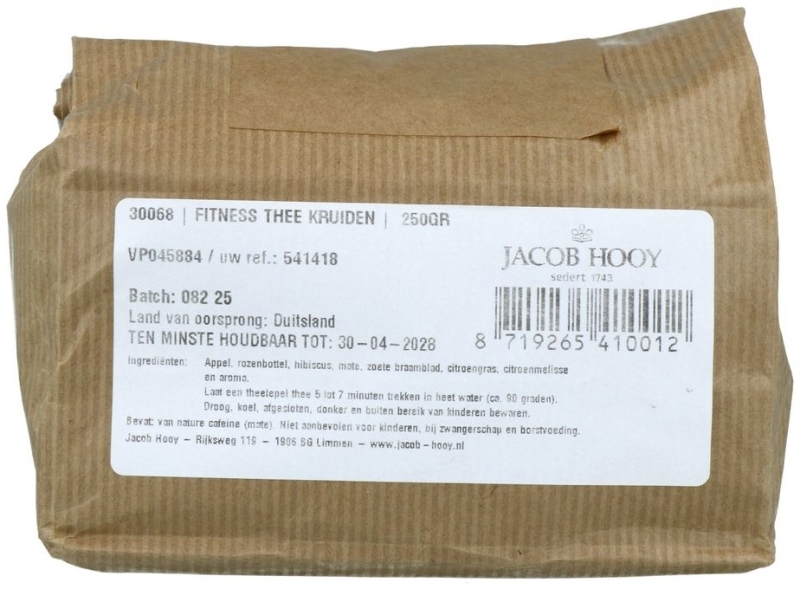 30068 | FITNESS THEE KRUIDEN | 250GR
JACOB HOOY
sedert 1743
VP045884 / uw ref.: 541418
Batch: 082 25
Land van oorsprong: Duitsland
TEN MINSTE HOUDBAAR TOT: 30-04-2028
8 719265 410012
Ingrediënten: Appel, rozenbottel, hibiscus, mate, zoete braamblad, citroengras, citroenmelisse
en aroma.
Laat een theelepel thee 5 tot 7 minuten trekken in heet water (ca. 90 graden).
Droog, koel, afgesloten, donker en buiten bereik van kinderen bewaren.
Bevat: van nature cafeine (mate). Niet aanbevolen voor kinderen, bij zwangerschap en borstvoeding.
Jacob Hooy - Rijksweg 119 - 1906 BG Limmen - www.jacob-hooy.nl